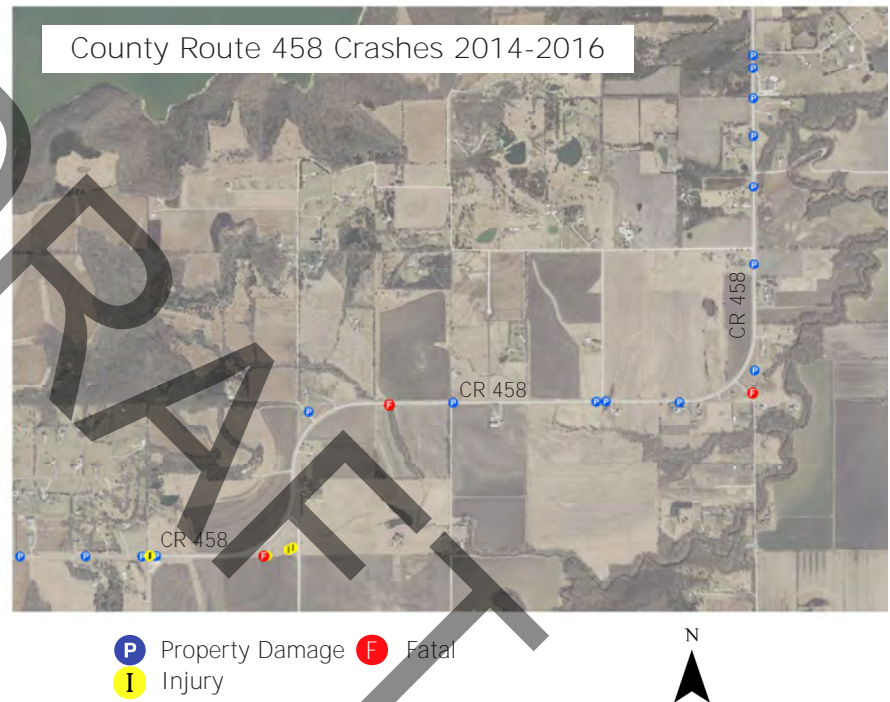 County Route 458 Crashes 2014-2016
P
P
P
P
P
P
CR 458
P
F
CR 458
P
F
P
P
P
P
CR 458
P
P
P
I
P
F
I
I
DRAFT
P Property Damage F Fatal
I Injury
N